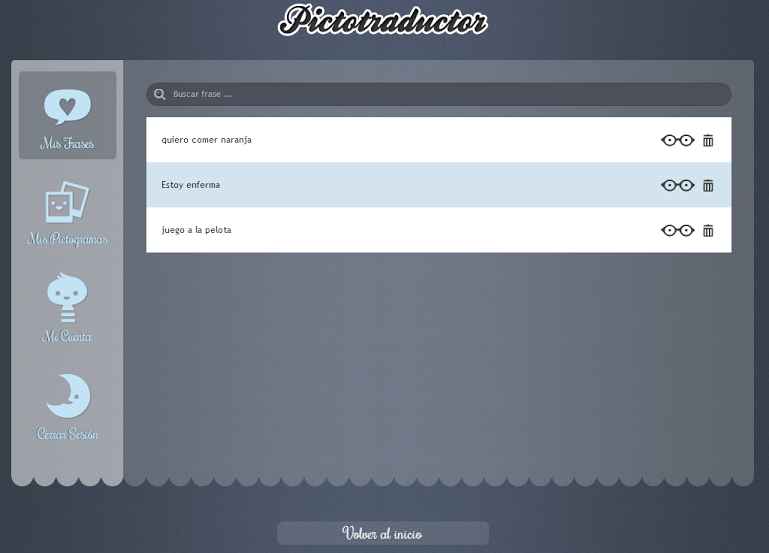 Pictotraductor
Mis Frases
Mis Pictogramas
Mi Cuenta
Cerrar Sesión
Buscar frase ...
quiero comer naranja
Estoy enferma
juego a la pelota
Volver al inicio